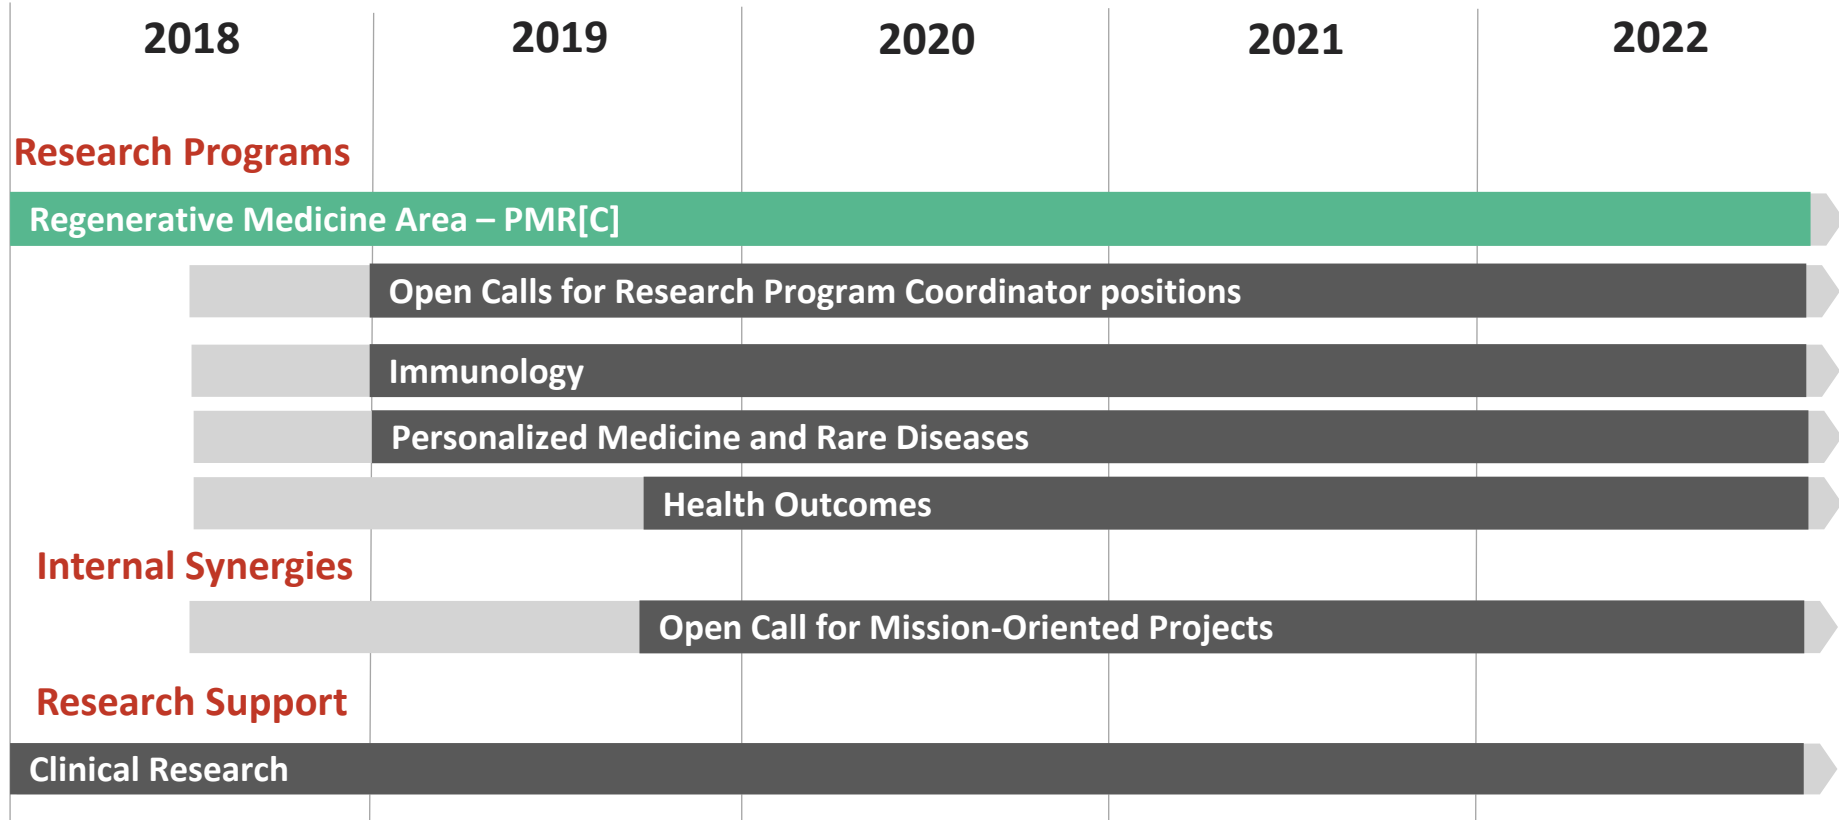 2018 2019 2020 2021 2022
Research Programs
Regenerative Medicine Area – PMR[C]
Open Calls for Research Program Coordinator positions
Immunology
Personalized Medicine and Rare Diseases
Health Outcomes
Internal Synergies
Open Call for Mission-Oriented Projects
Research Support
Clinical Research